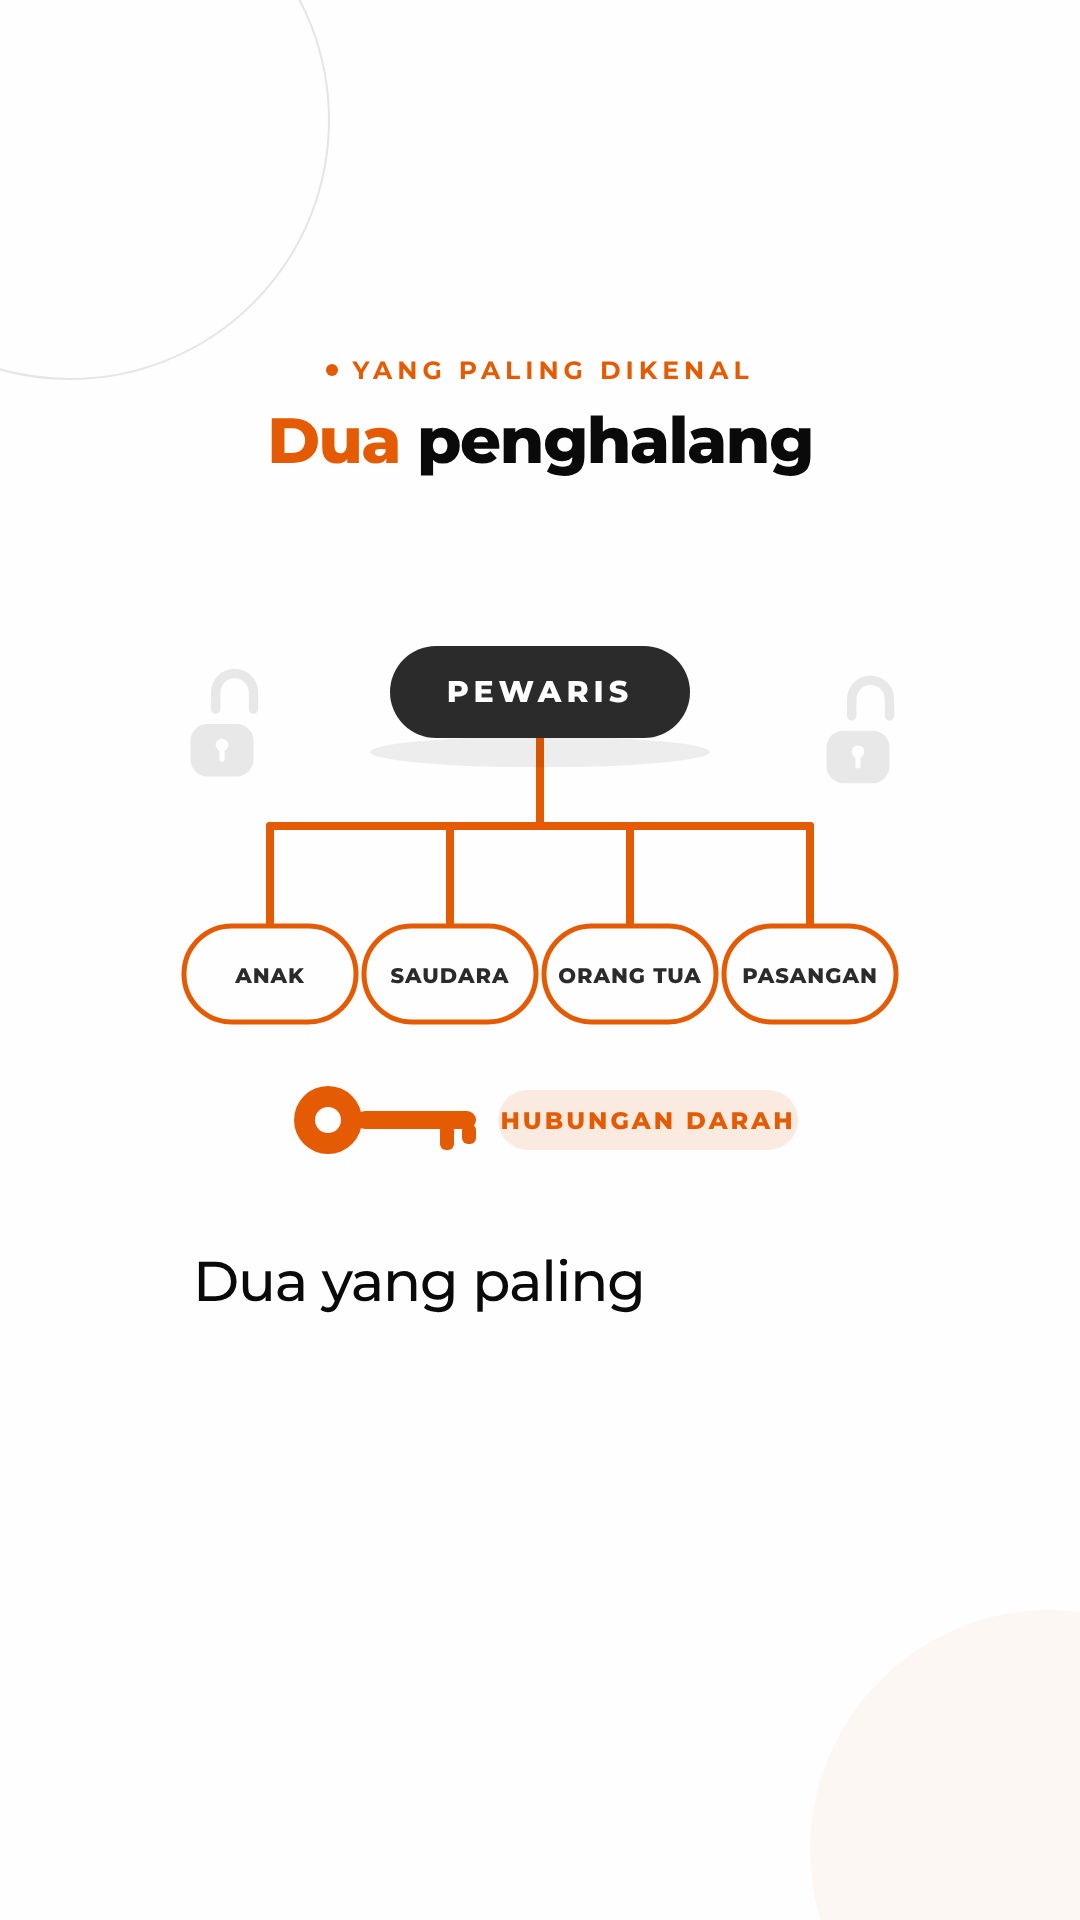 YANG PALING DIKENAL
Dua penghalang
PEWARIS
ANAK SAUDARA ORANG TUA PASANGAN
HUBUNGAN DARAH
Dua yang paling